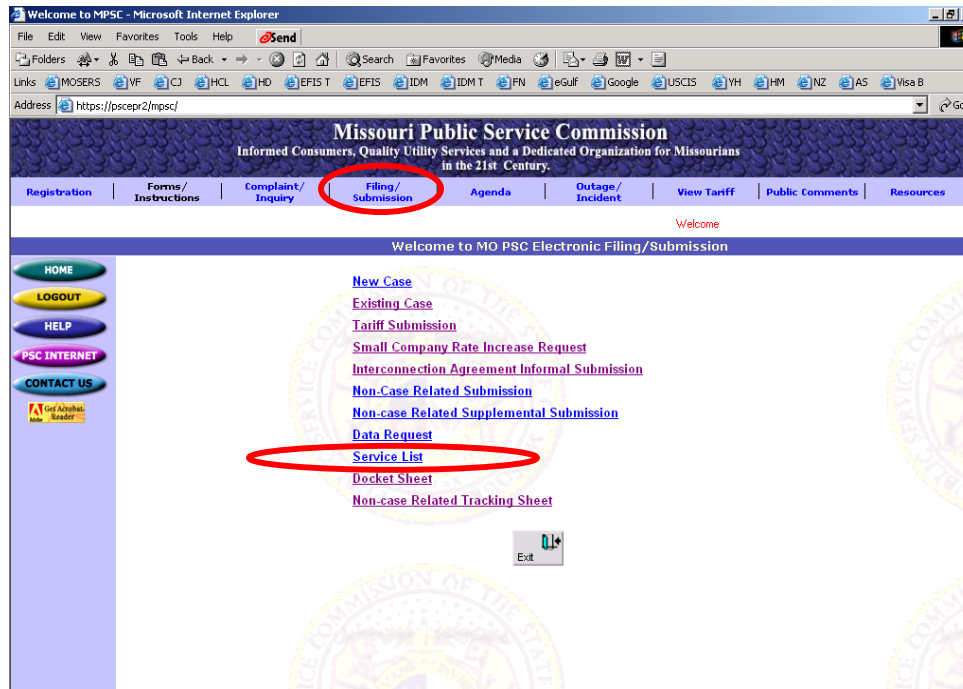 Welcome to MPSC - Microsoft Internet Explorer
File Edit View Favorites Tools Help Send
Folders Back Search Favorites Media
Links MOSERS VF CJ HCL HD EFIS T EFIS IDM IDM T FN eGulf Google USCIS YH HM NZ AS Visa B
Address https://pscepr2/mpsc/ Go
Missouri Public Service Commission
Informed Consumers, Quality Utility Services and a Dedicated Organization for Missourians
in the 21st Century.
Registration | Forms/ Instructions | Complaint/ Inquiry | Filing/ Submission | Agenda | Outage/ Incident | View Tariff | Public Comments | Resources
Welcome
Welcome to MO PSC Electronic Filing/Submission
HOME
LOGOUT
HELP
PSC INTERNET
CONTACT US
Get Acrobat
Reader
Adobe
New Case
Existing Case
Tariff Submission
Small Company Rate Increase Request
Interconnection Agreement Informal Submission
Non-Case Related Submission
Non-case Related Supplemental Submission
Data Request
Service List
Docket Sheet
Non-case Related Tracking Sheet
Exit